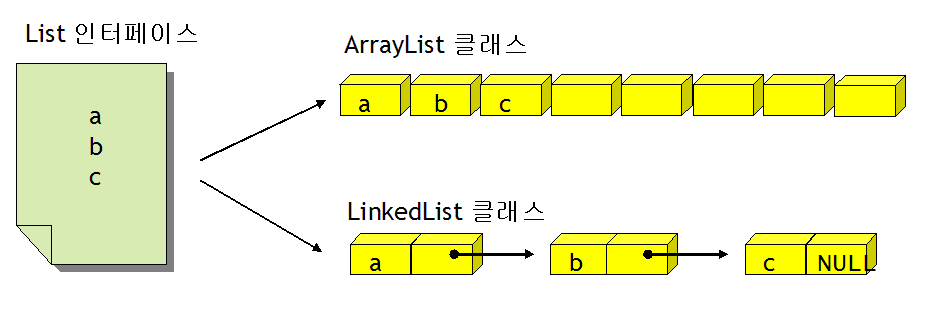 List 인터페이스
a
b
c
ArrayList 클래스
a b c
LinkedList 클래스
a b c NULL